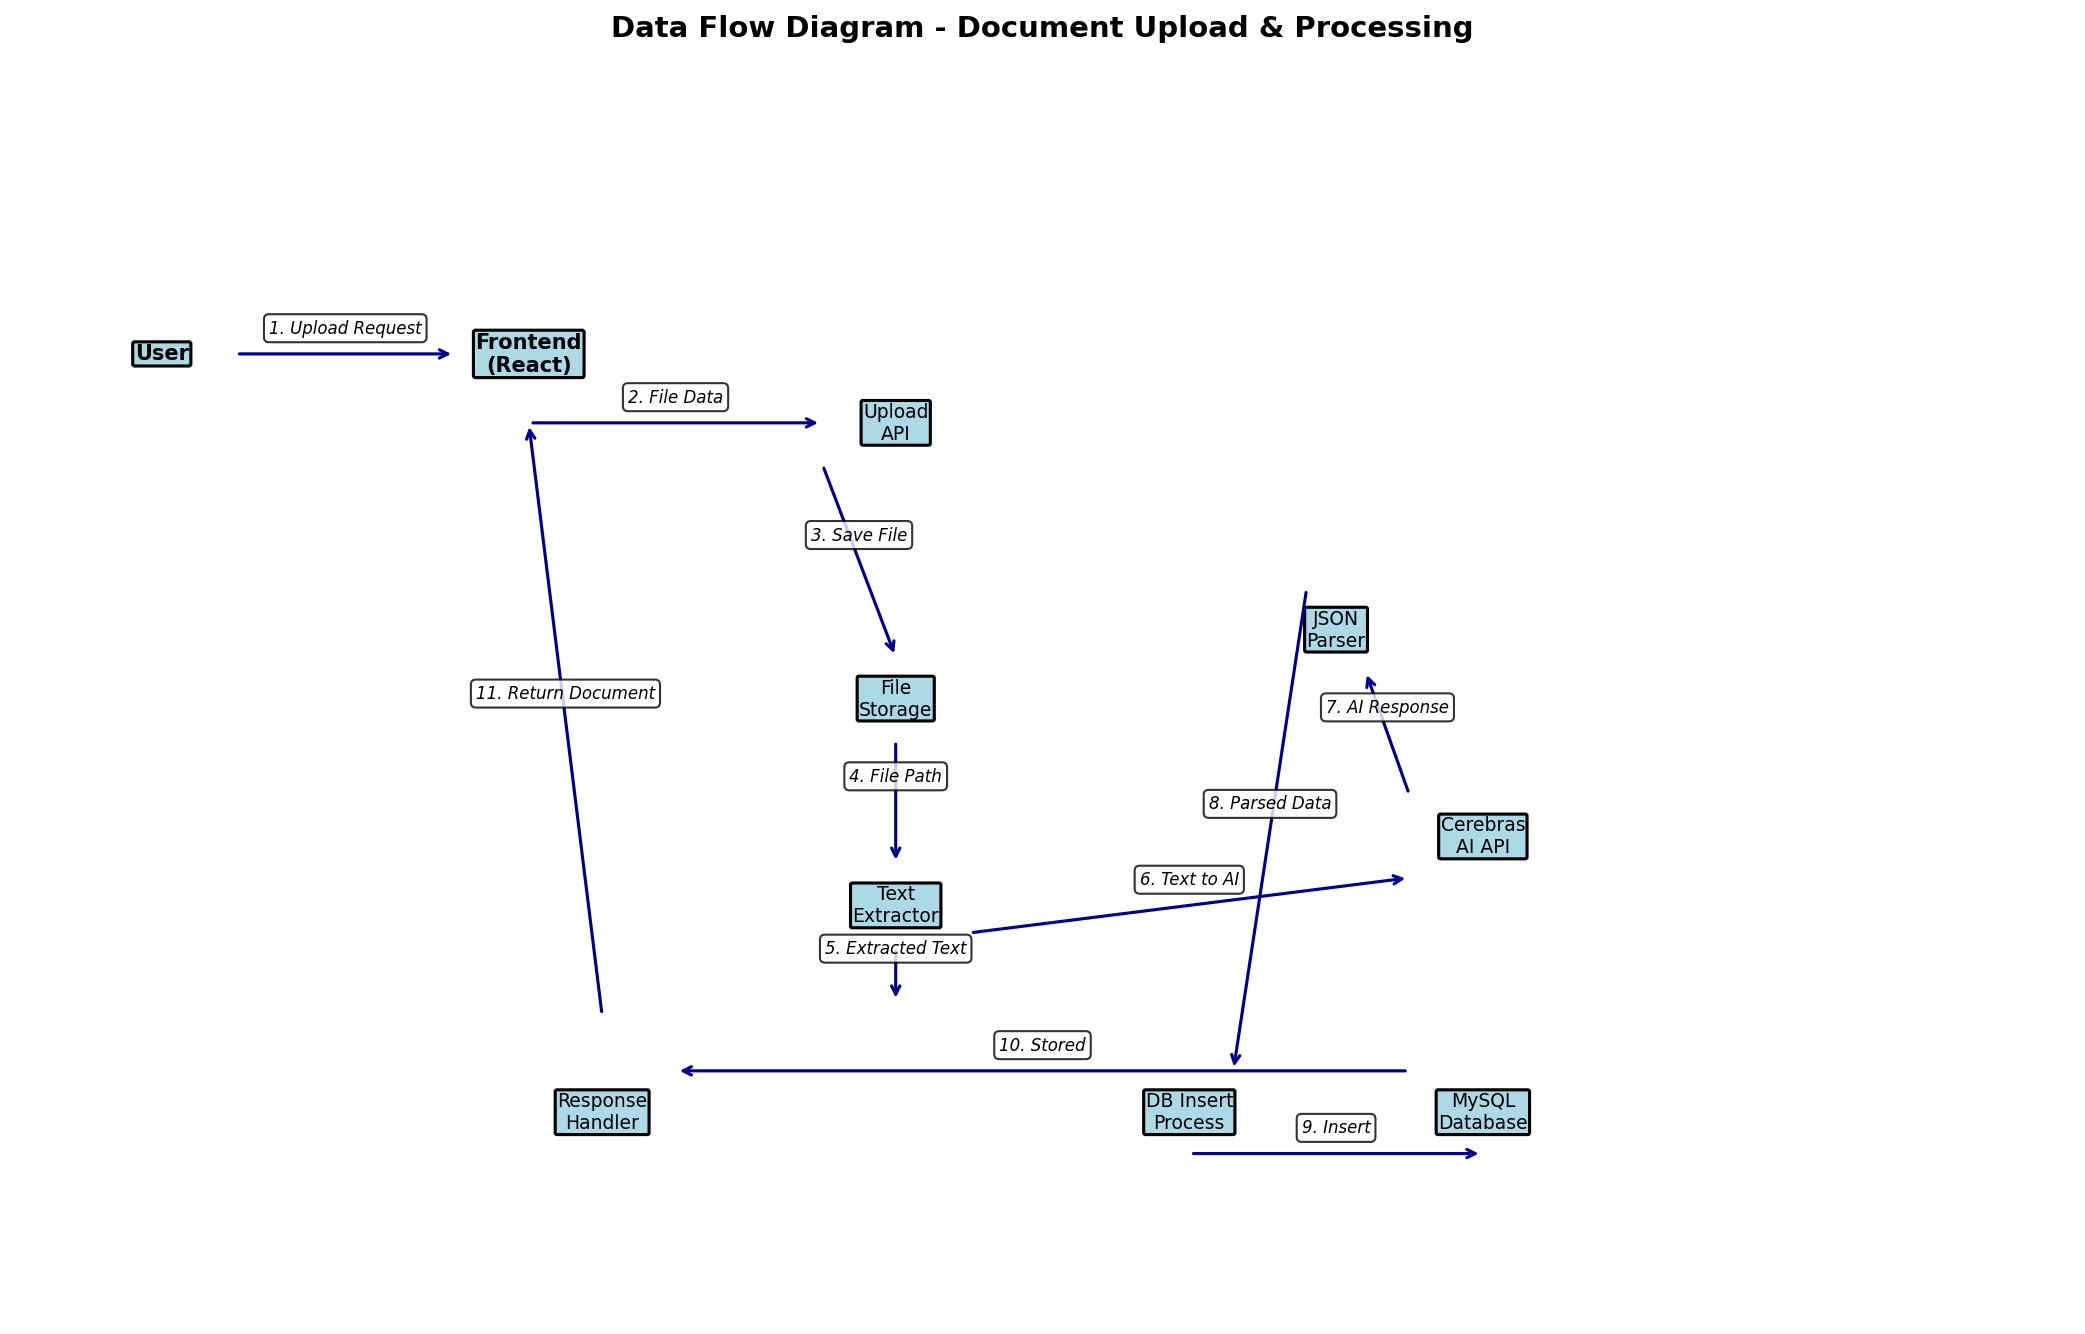 Data Flow Diagram - Document Upload & Processing
User
1. Upload Request
Frontend
(React)
2. File Data
Upload
API
3. Save File
File
Storage
4. File Path
Text
Extractor
5. Extracted Text
6. Text to AI
Cerebras
AI API
7. AI Response
JSON
Parser
8. Parsed Data
DB Insert
Process
9. Insert
MySQL
Database
10. Stored
Response
Handler
11. Return Document